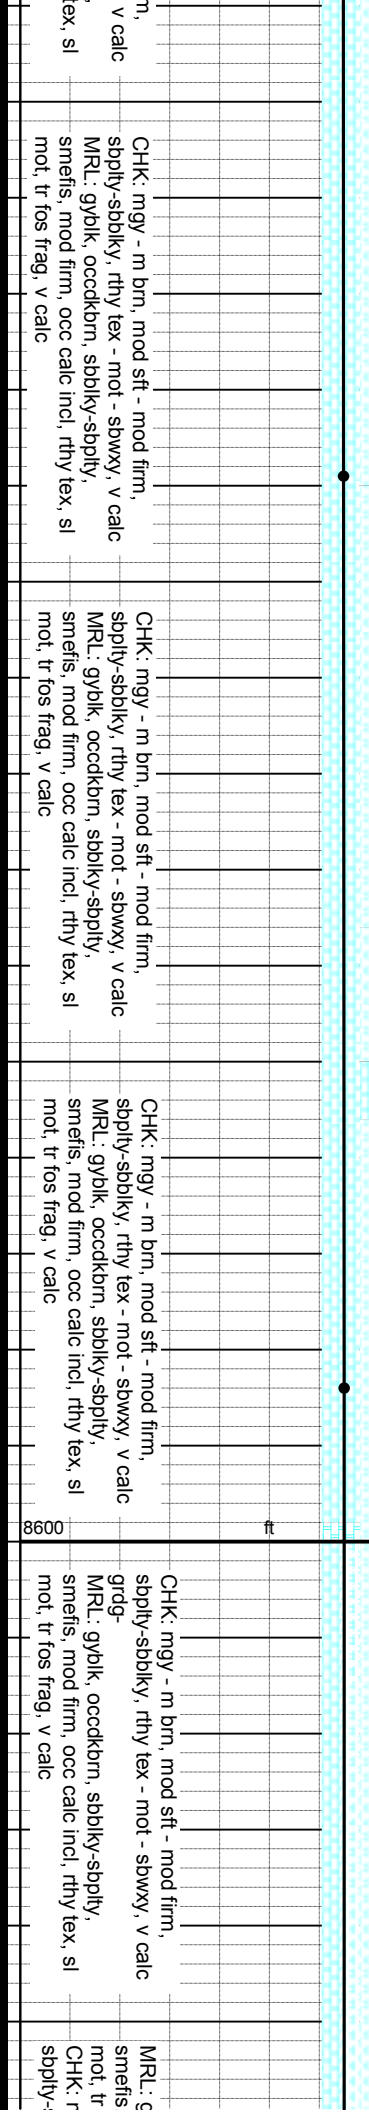 m,
v calc
tex, sl
CHK: mgy - m brn, mod sft - mod firm,
sbplty-sbblky, rthy tex - mot - sbwxy, v calc
MRL: gyblk, occdkbrn, sbblky-sbplty,
smefis, mod firm, occ calc incl, rthy tex, sl
mot, tr fos frag, v calc
CHK: mgy - m brn, mod sft - mod firm,
sbplty-sbblky, rthy tex - mot - sbwxy, v calc
MRL: gyblk, occdkbrn, sbblky-sbplty,
smefis, mod firm, occ calc incl, rthy tex, sl
mot, tr fos frag, v calc
CHK: mgy - m brn, mod sft - mod firm,
sbplty-sbblky, rthy tex - mot - sbwxy, v calc
MRL: gyblk, occdkbrn, sbblky-sbplty,
smefis, mod firm, occ calc incl, rthy tex, sl
mot, tr fos frag, v calc
8600 ft
CHK: mgy - m brn, mod sft - mod firm,
sbplty-sbblky, rthy tex - mot - sbwxy, v calc
grdg-
MRL: gyblk, occdkbrn, sbblky-sbplty,
smefis, mod firm, occ calc incl, rthy tex, sl
mot, tr fos frag, v calc
MRL: g
smefis
mot, tr
CHK: m
sbplty-s